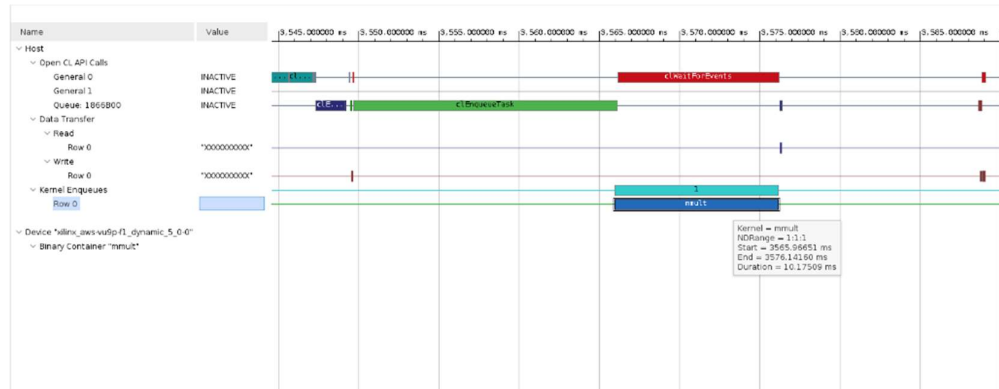 Name Value 3,545.000000 ms 3,550.000000 ms 3,555.000000 ms 3,560.000000 ms 3,565.000000 ms 3,570.000000 ms 3,575.000000 ms 3,580.000000 ms 3,585.000000 ms
Host
Open CL API Calls
General 0 INACTIVE ...cl... clWaitForEvents
General 1 INACTIVE
Queue: 1866B00 INACTIVE clE... clEnqueueTask
Data Transfer
Read
Row 0 "XXXXXXXXXX"
Write
Row 0 "XXXXXXXXXX"
Kernel Enqueues 1
Row 0 mmult
Device "xilinx_aws-vu9p-f1_dynamic_5_0-0"
Binary Container "mmult"
Kernel = mmult
NDRange = 1:1:1
Start = 3565.96651 ms
End = 3576.14160 ms
Duration = 10.17509 ms